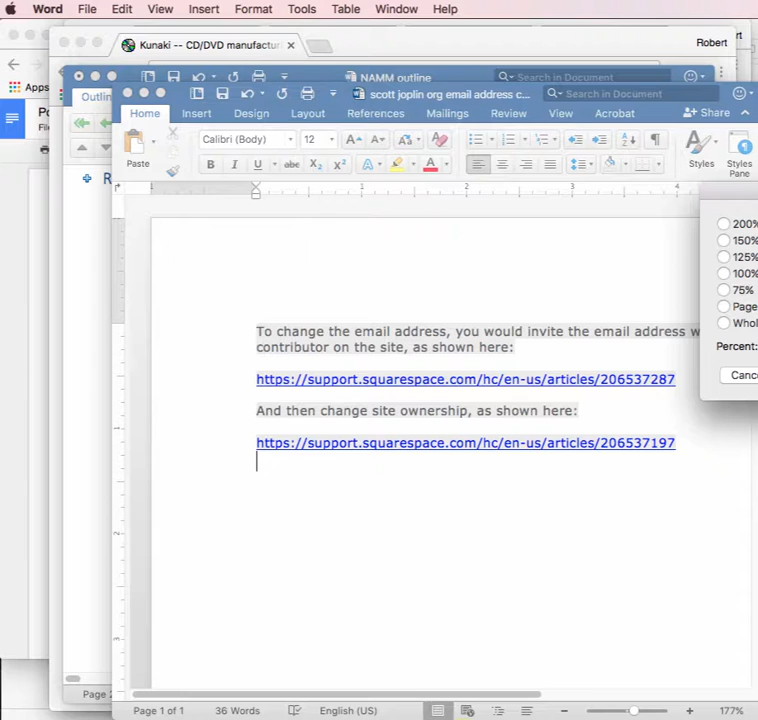 Word File Edit View Insert Format Tools Table Window Help
Kunaki -- CD/DVD manufactur Robert
Apps
NAMM outline Search in Document
Outlin
scott joplin org email address c... Search in Document
Home Insert Design Layout References Mailings Review View Acrobat Share
Paste Calibri (Body) 12 Styles Styles Pane
200%
150%
125%
100%
75%
Page
Whol
Percent:
Cance
To change the email address, you would invite the email address w
contributor on the site, as shown here:
https://support.squarespace.com/hc/en-us/articles/206537287
And then change site ownership, as shown here:
https://support.squarespace.com/hc/en-us/articles/206537197
Page 2
Page 1 of 1 36 Words English (US) 177%